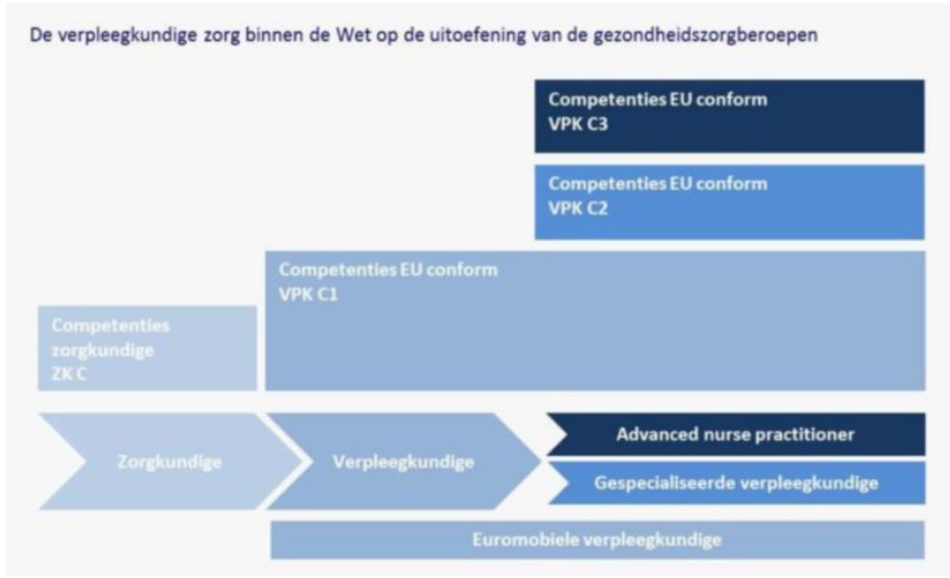 De verpleegkundige zorg binnen de Wet op de uitoefening van de gezondheidszorgberoepen
Competenties EU conform
VPK C3
Competenties EU conform
VPK C2
Competenties EU conform
VPK C1
Competenties
zorgkundige
ZK C
Zorgkundige
Verpleegkundige
Advanced nurse practitioner
Gespecialiseerde verpleegkundige
Euromobiele verpleegkundige